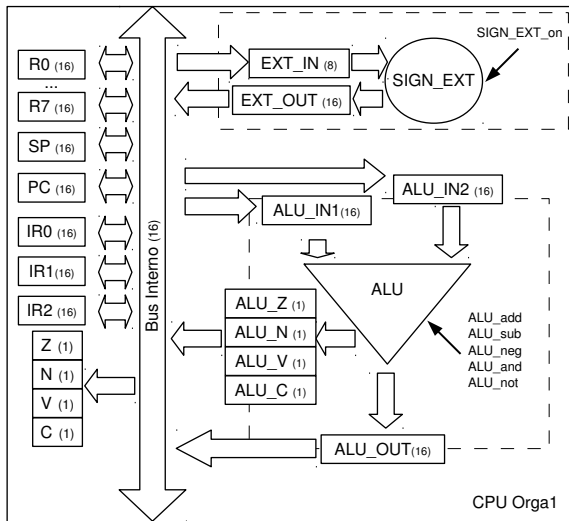 R0 (16)
...
R7 (16)
SP (16)
PC (16)
IR0 (16)
IR1(16)
IR2 (16)
Z (1)
N (1)
V (1)
C (1)
Bus Interno (16)
EXT_IN (8)
EXT_OUT (16)
SIGN_EXT
SIGN_EXT_on
ALU_IN1(16)
ALU_IN2 (16)
ALU
ALU_Z (1)
ALU_N (1)
ALU_V (1)
ALU_C (1)
ALU_add
ALU_sub
ALU_neg
ALU_and
ALU_not
ALU_OUT(16)
CPU Orga1